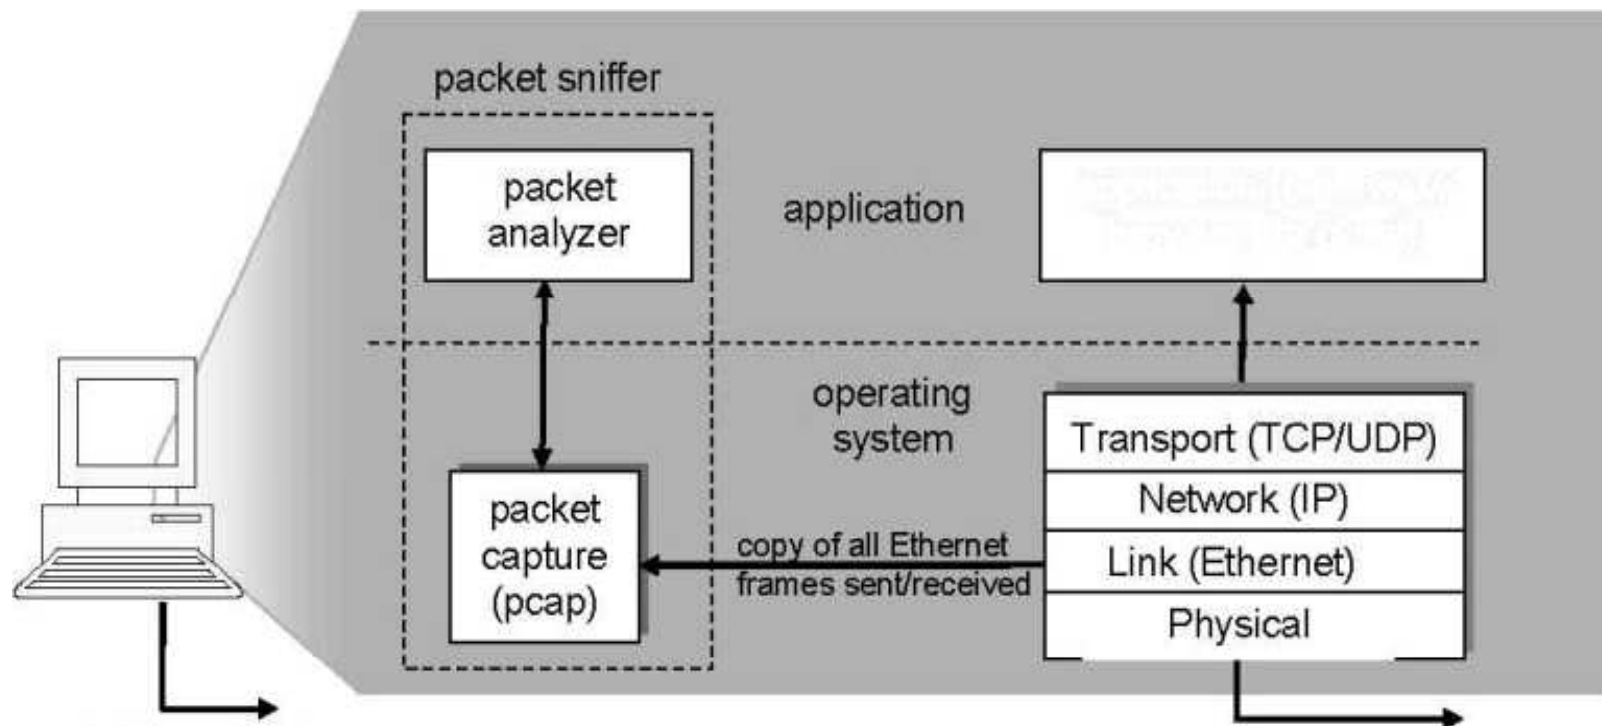 packet sniffer
packet
analyzer
application
operating
system
Transport (TCP/UDP)
Network (IP)
Link (Ethernet)
Physical
packet
capture
(pcap)
copy of all Ethernet
frames sent/received